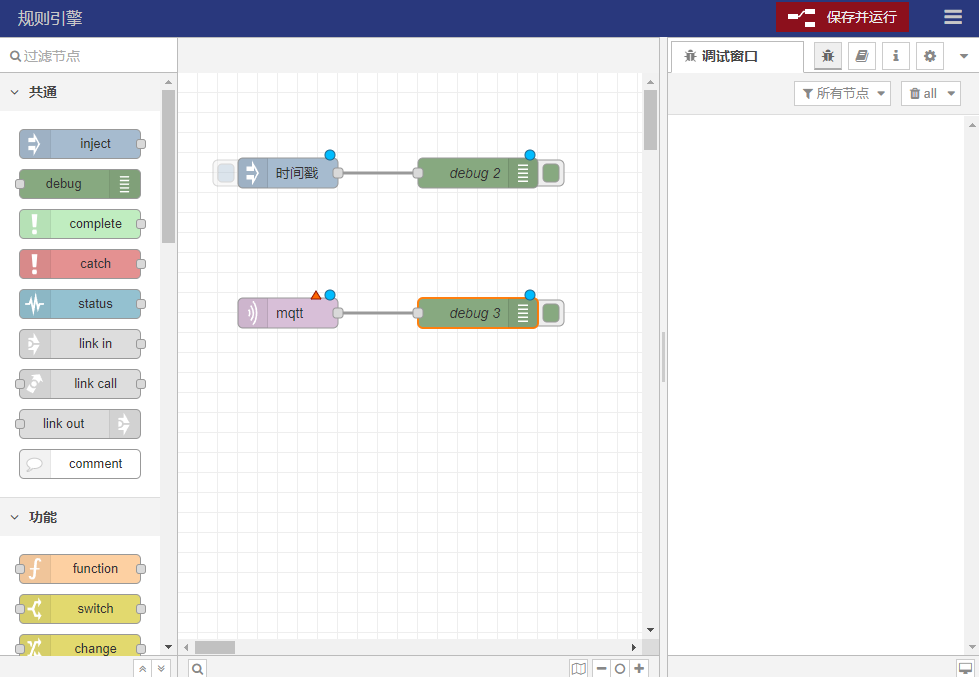 规则引擎
保存并运行
过滤节点
共通
inject
debug
complete
catch
status
link in
link call
link out
comment
功能
function
switch
change
时间戳
debug 2
mqtt
debug 3
调试窗口
所有节点
all